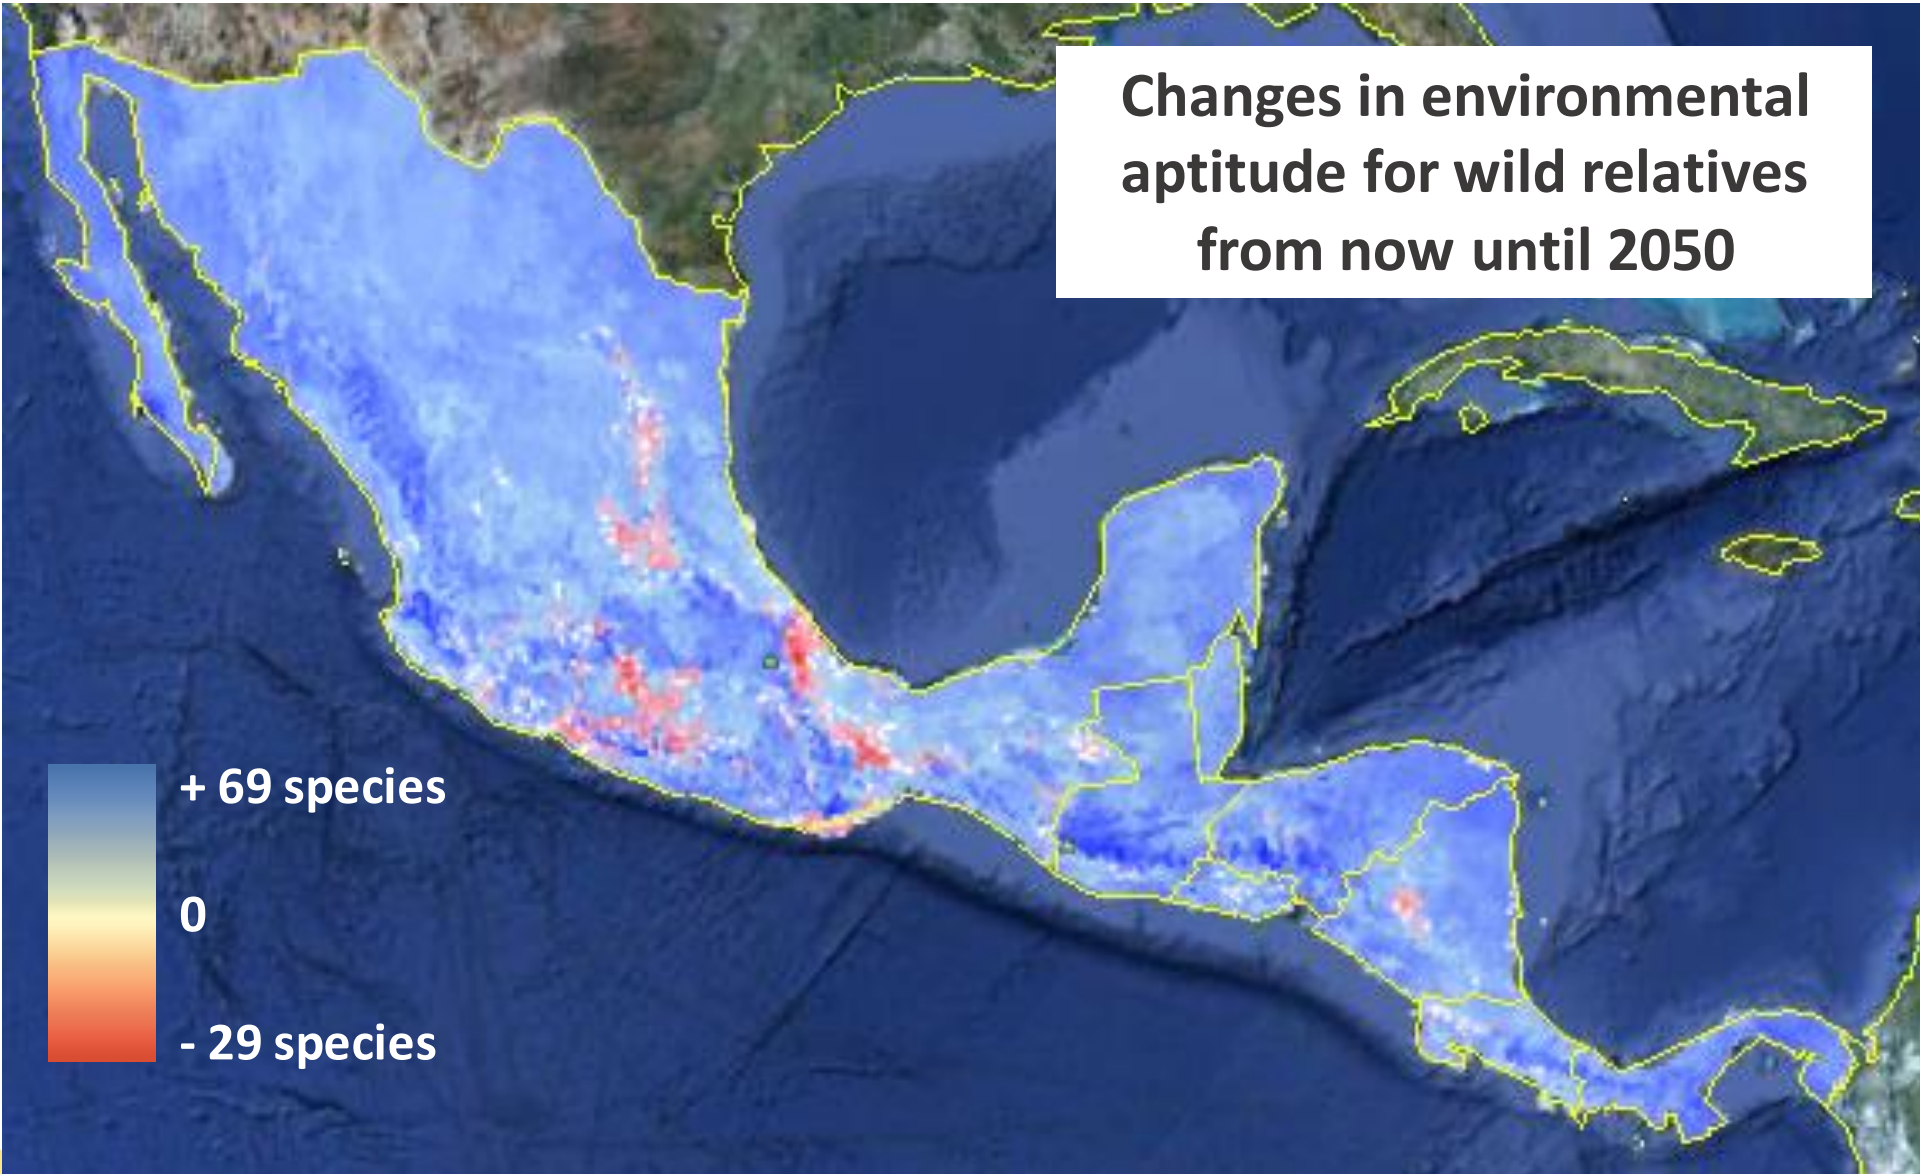 Changes in environmental
aptitude for wild relatives
from now until 2050
+ 69 species
0
- 29 species